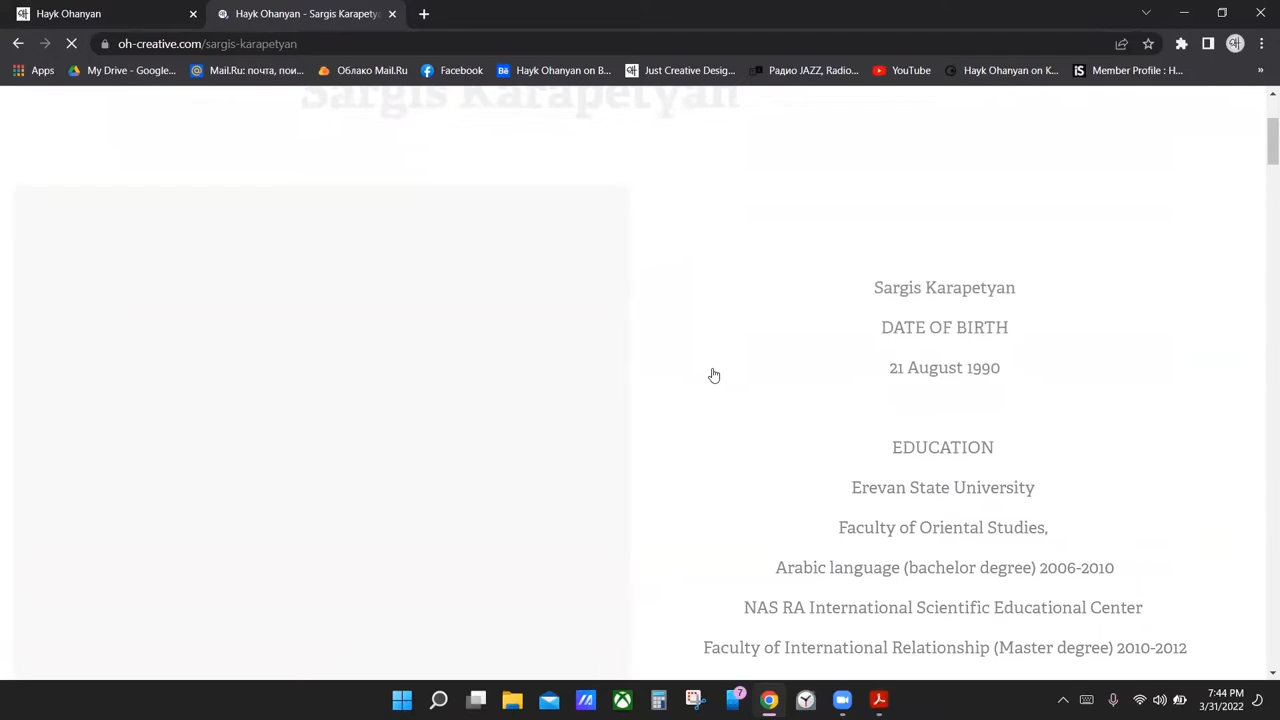 Hayk Ohanyan
Hayk Ohanyan - Sargis Karapety
oh-creative.com/sargis-karapetyan
Apps
My Drive - Google...
Mail.Ru: почта, пои...
Облако Mail.Ru
Facebook
Hayk Ohanyan on B...
Just Creative Desig...
Радио JAZZ, Radio...
YouTube
Hayk Ohanyan on K...
Member Profile : H...
Sargis Karapetyan
Sargis Karapetyan
DATE OF BIRTH
21 August 1990
EDUCATION
Erevan State University
Faculty of Oriental Studies,
Arabic language (bachelor degree) 2006-2010
NAS RA International Scientific Educational Center
Faculty of International Relationship (Master degree) 2010-2012
7
7:44 PM
3/31/2022